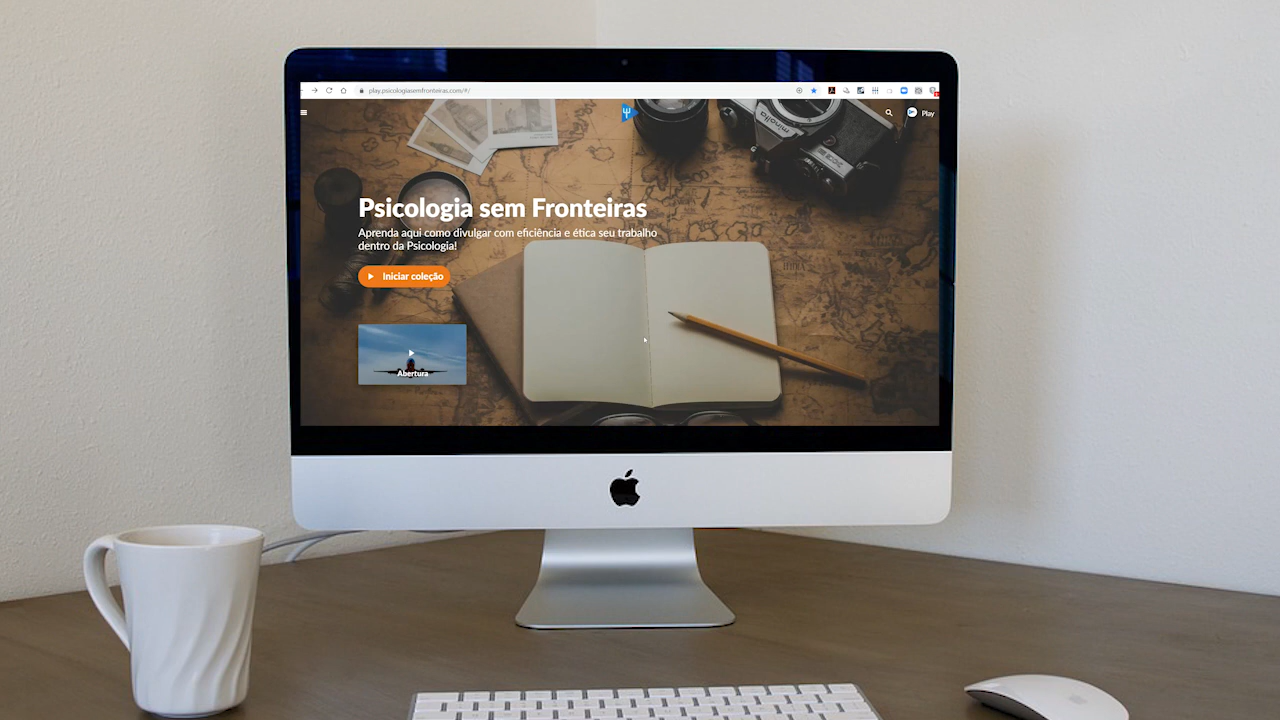 play.psicologiasemfronteiras.com/#/
Play
minolta
Psicologia sem Fronteiras
Aprenda aqui como divulgar com eficiência e ética seu trabalho
dentro da Psicologia!
Iniciar coleção
Abertura